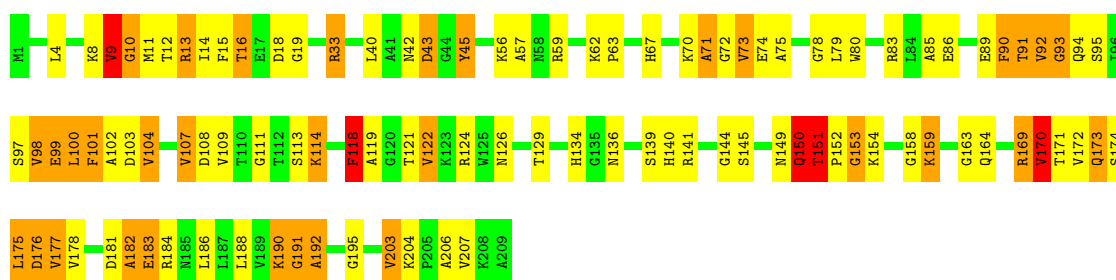 M1 L4 K8 V9 G10 M11 T12 R13 I14 F15 T16 E17 D18 G19 R33 L40 A41 N42 D43 G44 Y45 K56 A57 N58 R59 K62 P63 H67 K70 A71 G72 V73 E74 A75 G78 L79 W80 R83 L84 A85 E86 E89 F90 T91 V92 G93 Q94 S95 I96
S97 V98 E99 L100 F101 A102 D103 V104 V107 D108 V109 T110 G111 T112 S113 K114 F118 A119 G120 T121 V122 K123 R124 W125 N126 T129 H134 G135 N136 S139 H140 R141 G144 S145 N149 Q150 T151 P152 G153 K154 G158 K159 G163 Q164 R169 V170 T171 V172 Q173 S174
L175 D176 V177 V178 D181 A182 E183 R184 N185 L186 L187 L188 V189 K190 G191 A192 G195 V203 K204 P205 A206 V207 K208 A209